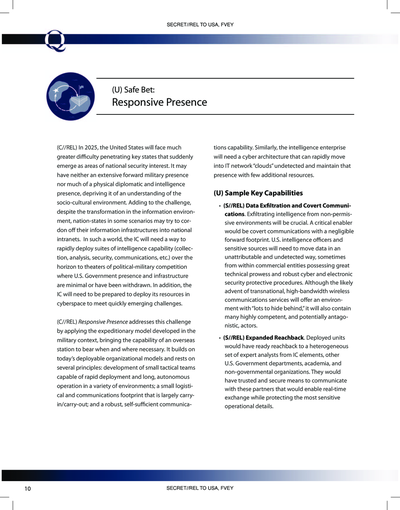 SECRET//REL TO USA, FVEY
Q
(U) Safe Bet:
Responsive Presence
(C//REL) In 2025, the United States will face much
greater difficulty penetrating key states that suddenly
emerge as areas of national security interest. It may
have neither an extensive forward military presence
nor much of a physical diplomatic and intelligence
presence, depriving it of an understanding of the
socio-cultural environment. Adding to the challenge,
despite the transformation in the information environ-
ment, nation-states in some scenarios may try to cor-
don off their information infrastructures into national
intranets.  In such a world, the IC will need a way to
rapidly deploy suites of intelligence capability (collec-
tion, analysis, security, communications, etc.) over the
horizon to theaters of political-military competition
where U.S. Government presence and infrastructure
are minimal or have been withdrawn. In addition, the
IC will need to be prepared to deploy its resources in
cyberspace to meet quickly emerging challenges.
(C//REL) Responsive Presence addresses this challenge
by applying the expeditionary model developed in the
military context, bringing the capability of an overseas
station to bear when and where necessary. It builds on
today's deployable organizational models and rests on
several principles: development of small tactical teams
capable of rapid deployment and long, autonomous
operation in a variety of environments; a small logisti-
cal and communications footprint that is largely carry-
in/carry-out; and a robust, self-sufficient communica-
tions capability. Similarly, the intelligence enterprise
will need a cyber architecture that can rapidly move
into IT network "clouds" undetected and maintain that
presence with few additional resources.
(U) Sample Key Capabilities
• (S//REL) Data Exfiltration and Covert Communi-
cations. Exfiltrating intelligence from non-permis-
sive environments will be crucial. A critical enabler
would be covert communications with a negligible
forward footprint. U.S. intelligence officers and
sensitive sources will need to move data in an
unattributable and undetected way, sometimes
from within commercial entities possessing great
technical prowess and robust cyber and electronic
security protective procedures. Although the likely
advent of transnational, high-bandwidth wireless
communications services will offer an environ-
ment with "lots to hide behind," it will also contain
many highly competent, and potentially antago-
nistic, actors.
• (S//REL) Expanded Reachback. Deployed units
would have ready reachback to a heterogeneous
set of expert analysts from IC elements, other
U.S. Government departments, academia, and
non-governmental organizations. They would
have trusted and secure means to communicate
with these partners that would enable real-time
exchange while protecting the most sensitive
operational details.
10
SECRET//REL TO USA, FVEY